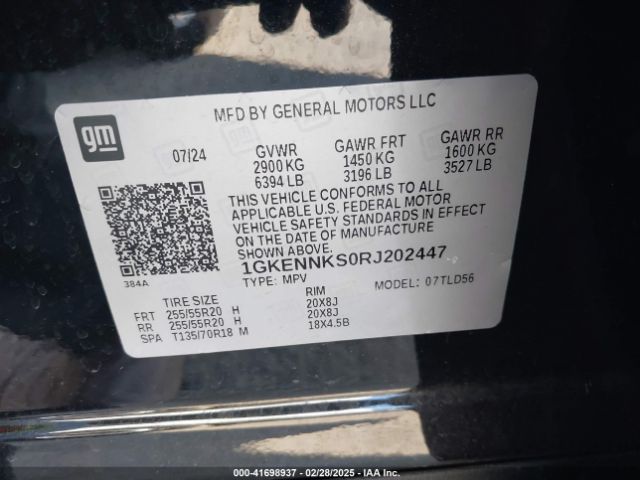 MFD BY GENERAL MOTORS LLC
gm
07/24 GVWR GAWR FRT GAWR RR
2900 KG 1450 KG 1600 KG
6394 LB 3196 LB 3527 LB
THIS VEHICLE CONFORMS TO ALL
APPLICABLE U.S. FEDERAL MOTOR
VEHICLE SAFETY STANDARDS IN EFFECT
ON THE DATE OF MANUFACTURE
SHOWN ABOVE.
1GKENNKS0RJ202447
384A
TYPE: MPV MODEL: 07TLD56
TIRE SIZE RIM
FRT 255/55R20 H 20X8J
RR 255/55R20 H 20X8J
SPA T135/70R18 M 18X4.5B
000-41698937 - 02/28/2025 - IAA Inc.